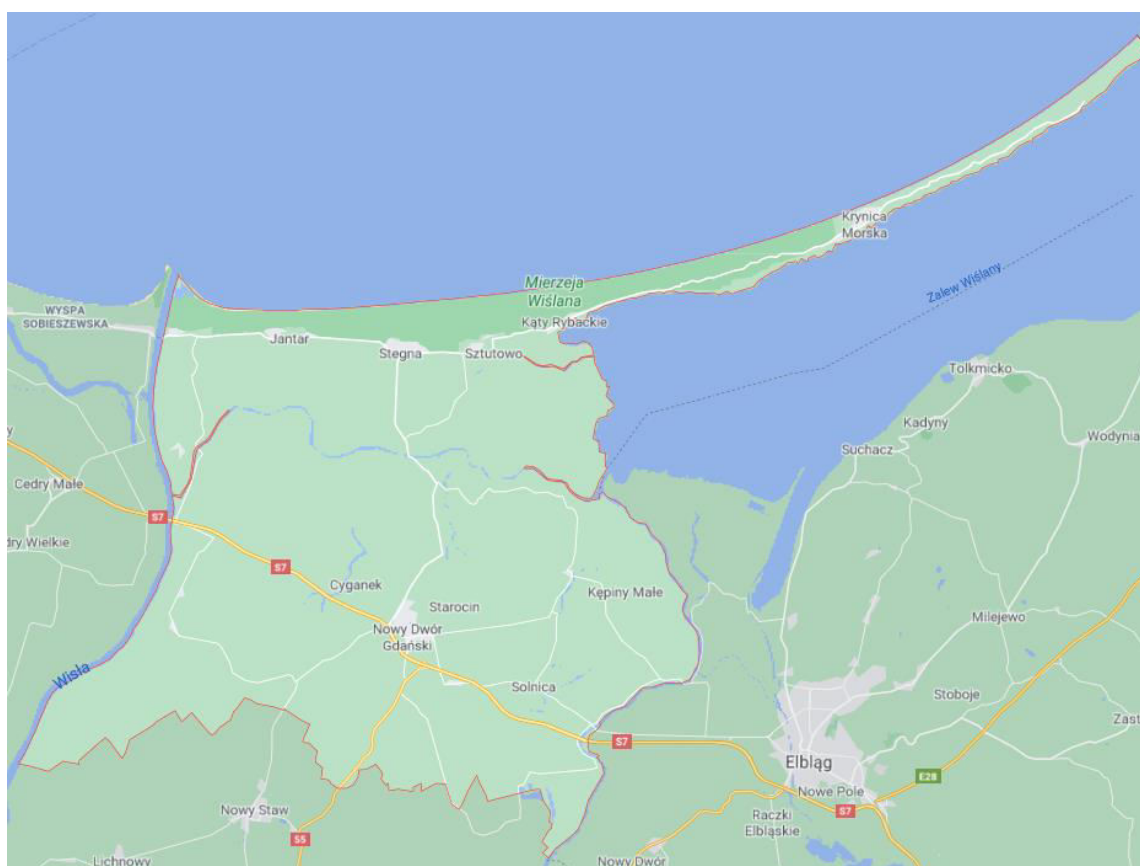 Krynica
Morska
Mierzeja
Wiślana
Zalew Wiślany
WYSPA
SOBIESZEWSKA
Kąty Rybackie
Jantar
Stegna
Sztutowo
Tolkmicko
Kadyny
Wodynia
Suchacz
y
Cedry Małe
S7
dry Wielkie
S7
Cyganek
Starocin
Kępiny Małe
Nowy Dwór
Gdański
Milejewo
Wisła
Solnica
Stoboje
Zast
S7
Elbląg
E28
Nowe Pole
S7
Nowy Staw
S5
Raczki
Elbląskie
Lichnowy
Nowy Dwór